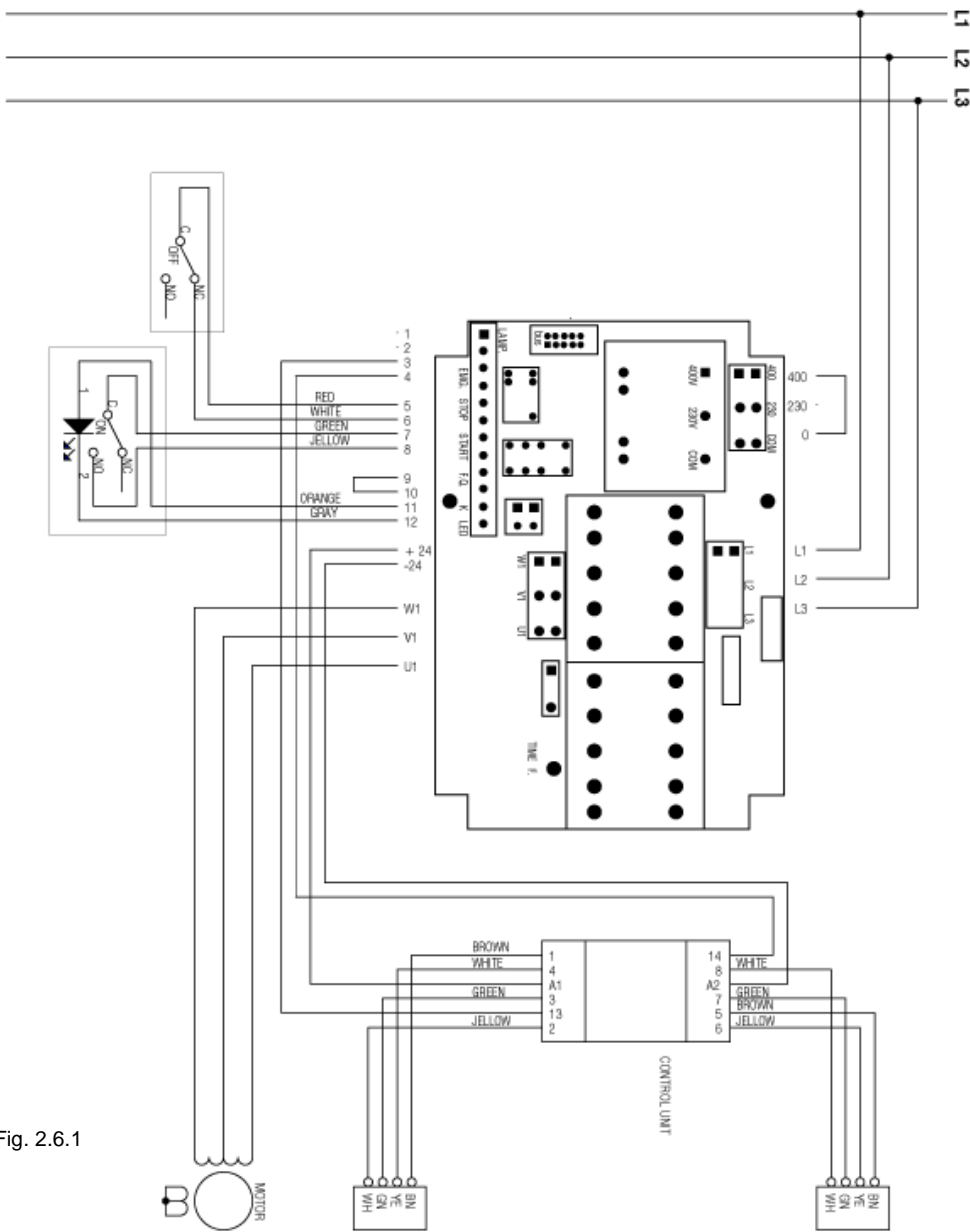 L1
L2
L3
C
OFF
NO
NC
1
C
ON
NO
NC
2
RED
WHITE
GREEN
JELLOW
ORANGE
GRAY
1
2
3
4
5
6
7
8
9
10
11
12
+ 24
-24
W1
V1
U1
LAMP.
EMG.
STOP
START
F.Q.
K
LED
bus
400V
230V
COM
400
230
COM
400
230
0
W1
V1
U1
L1
L2
L3
L1
L2
L3
TIME F.
BROWN
WHITE
GREEN
JELLOW
1
4
A1
3
13
2
14
8
A2
7
5
6
WHITE
GREEN
BROWN
JELLOW
CONTROL UNIT
Fig. 2.6.1
MOTOR
WH
GN
YE
BN
WH
GN
YE
BN